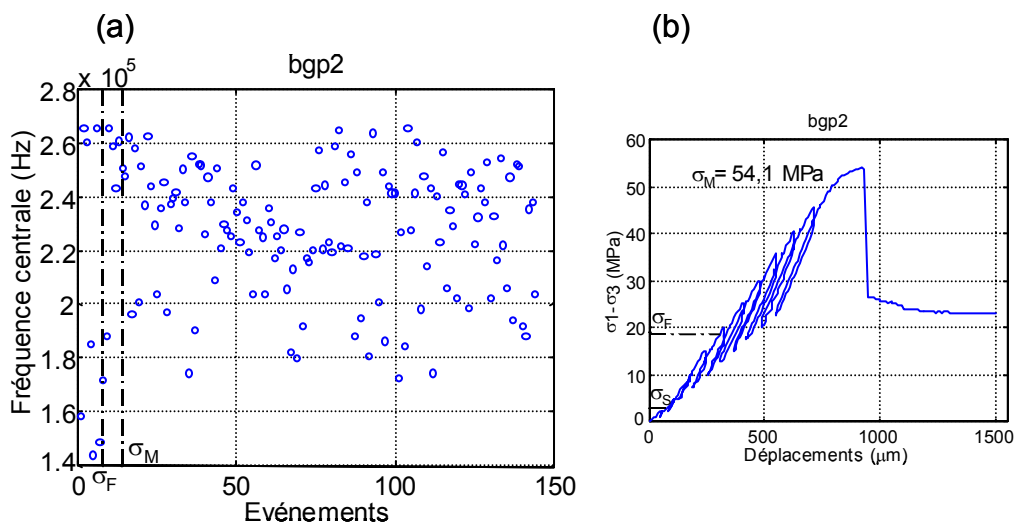 (a)
bgp2
x 10⁵
Fréquence centrale (Hz)
2.8
2.6
2.4
2.2
2
1.8
1.6
1.4
σF
σM
0
50
100
150
Evénements
(b)
bgp2
σ1-σ3 (MPa)
60
50
40
30
20
10
0
σM= 54,1 MPa
σF
σS
0
500
1000
1500
Déplacements (μm)